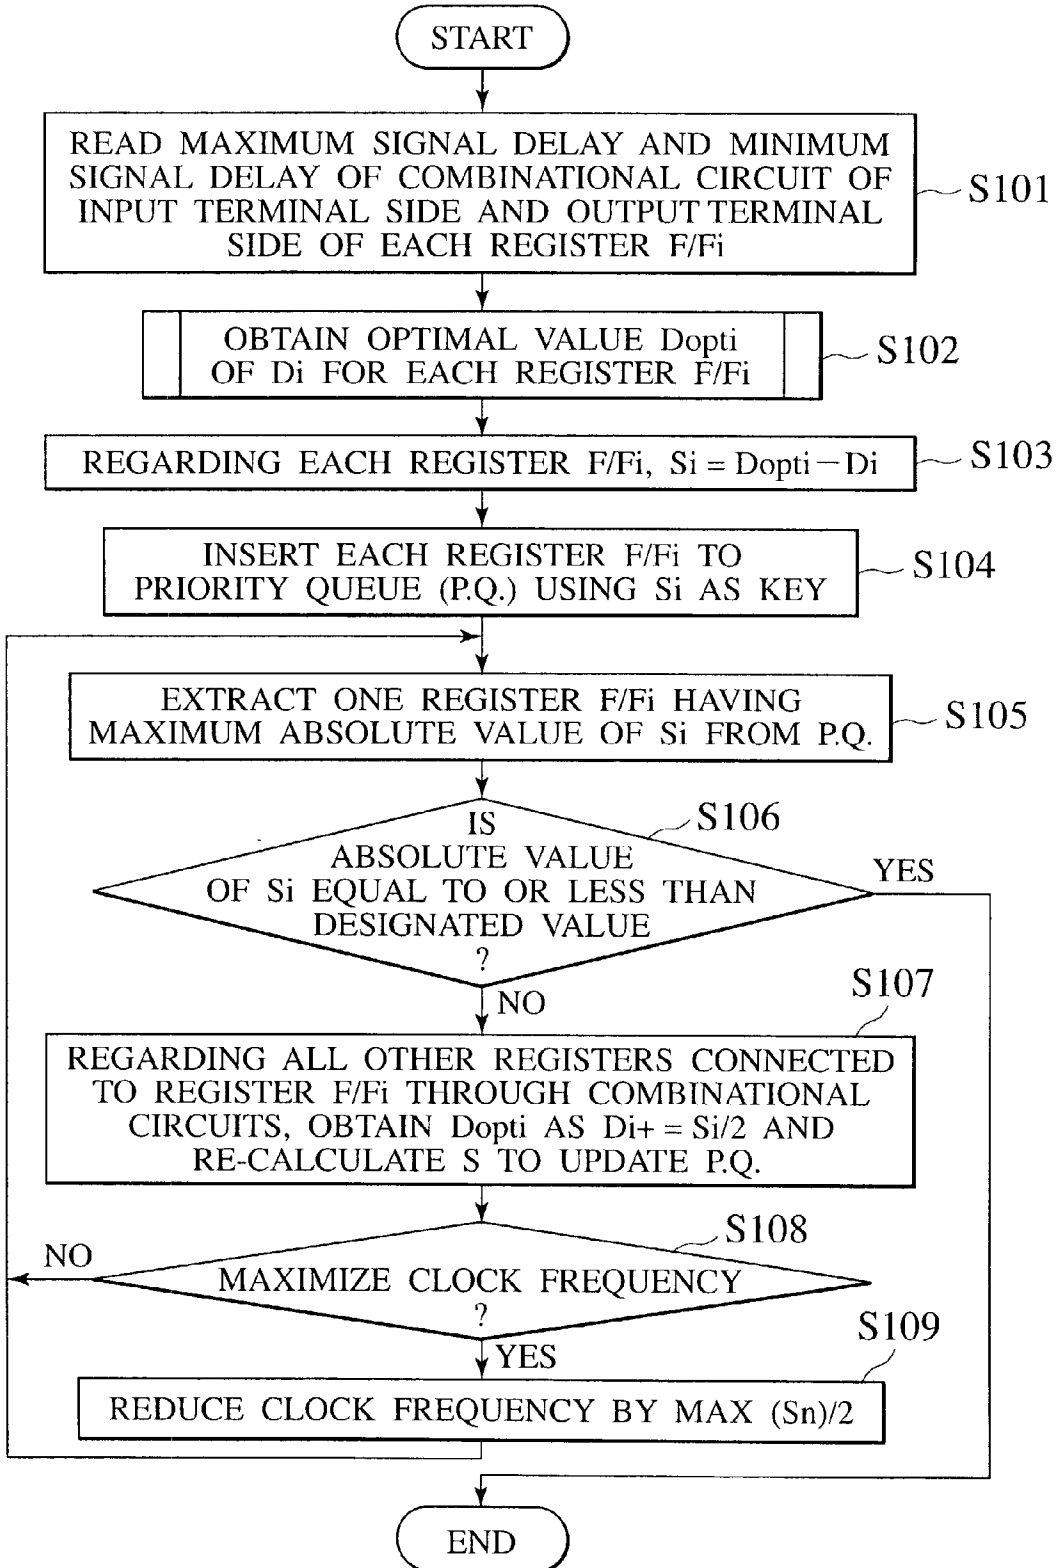 START
READ MAXIMUM SIGNAL DELAY AND MINIMUM
SIGNAL DELAY OF COMBINATIONAL CIRCUIT OF
INPUT TERMINAL SIDE AND OUTPUT TERMINAL
SIDE OF EACH REGISTER F/Fi
S101
OBTAIN OPTIMAL VALUE Dopti
OF Di FOR EACH REGISTER F/Fi
S102
REGARDING EACH REGISTER F/Fi, Si = Dopti−Di
S103
INSERT EACH REGISTER F/Fi TO
PRIORITY QUEUE (P.Q.) USING Si AS KEY
S104
EXTRACT ONE REGISTER F/Fi HAVING
MAXIMUM ABSOLUTE VALUE OF Si FROM P.Q.
S105
IS
ABSOLUTE VALUE
OF Si EQUAL TO OR LESS THAN
DESIGNATED VALUE
?
S106
YES
NO
S107
REGARDING ALL OTHER REGISTERS CONNECTED
TO REGISTER F/Fi THROUGH COMBINATIONAL
CIRCUITS, OBTAIN Dopti AS Di+ = Si/2 AND
RE-CALCULATE S TO UPDATE P.Q.
S108
NO
MAXIMIZE CLOCK FREQUENCY
?
YES
S109
REDUCE CLOCK FREQUENCY BY MAX (Sn)/2
END